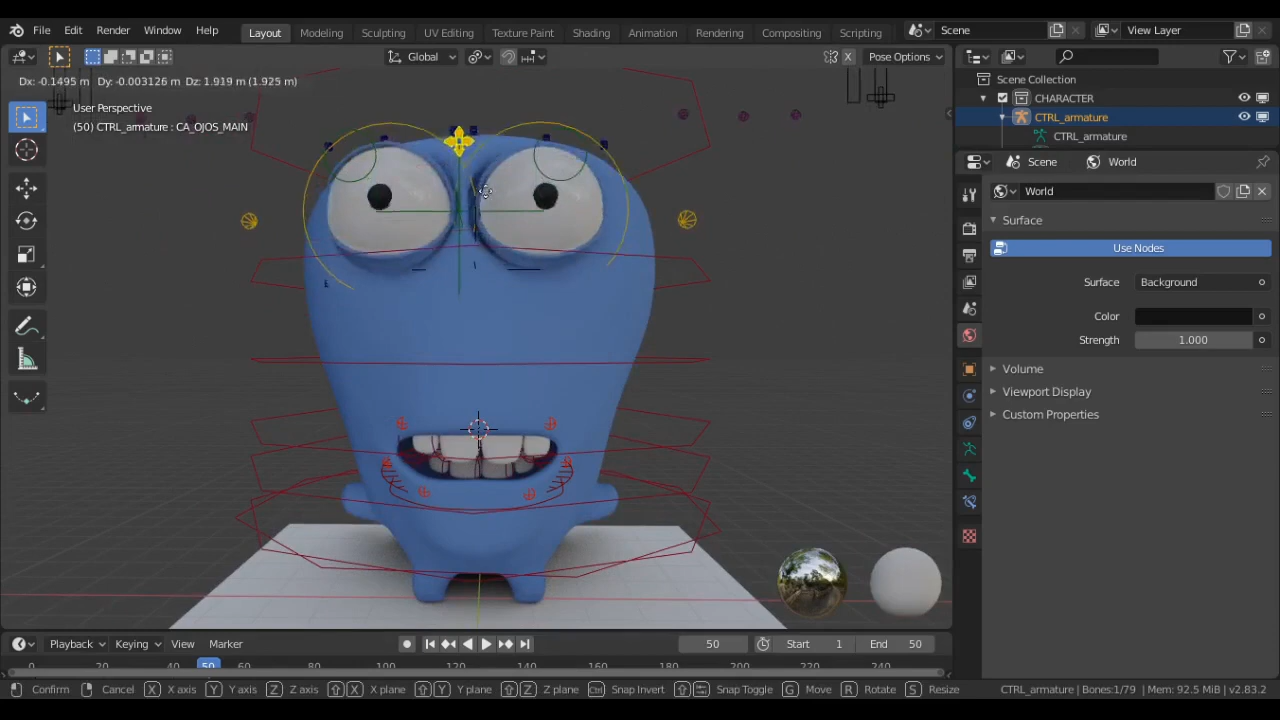 File Edit Render Window Help Layout Modeling Sculpting UV Editing Texture Paint Shading Animation Rendering Compositing Scripting Scene View Layer
Global Pose Options
Dx: -0.1495 m Dy: -0.003126 m Dz: 1.919 m (1.925 m)
Scene Collection
User Perspective
CHARACTER
(50) CTRL_armature : CA_OJOS_MAIN
CTRL_armature
CTRL_armature
Scene World
World
Surface
Use Nodes
Surface Background
Color
Strength 1.000
Volume
Viewport Display
Custom Properties
Playback Keying View Marker 50 Start 1 End 50
0 20 40 50 60 80 100 120 140 160 180 200 220 240
Confirm Cancel X X axis Y Y axis Z Z axis X X plane Y Y plane Z Z plane Ctrl Snap Invert Snap Toggle G Move R Rotate S Resize CTRL_armature | Bones:1/79 | Mem: 92.5 MiB | v2.83.2